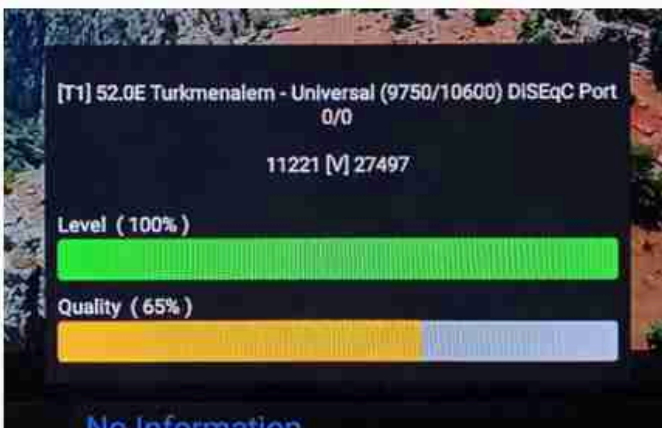 [T1] 52.0E Turkmenalem - Universal (9750/10600) DiSEqC Port
0/0
11221 [V] 27497
Level ( 100% )
Quality ( 65% )
No Information